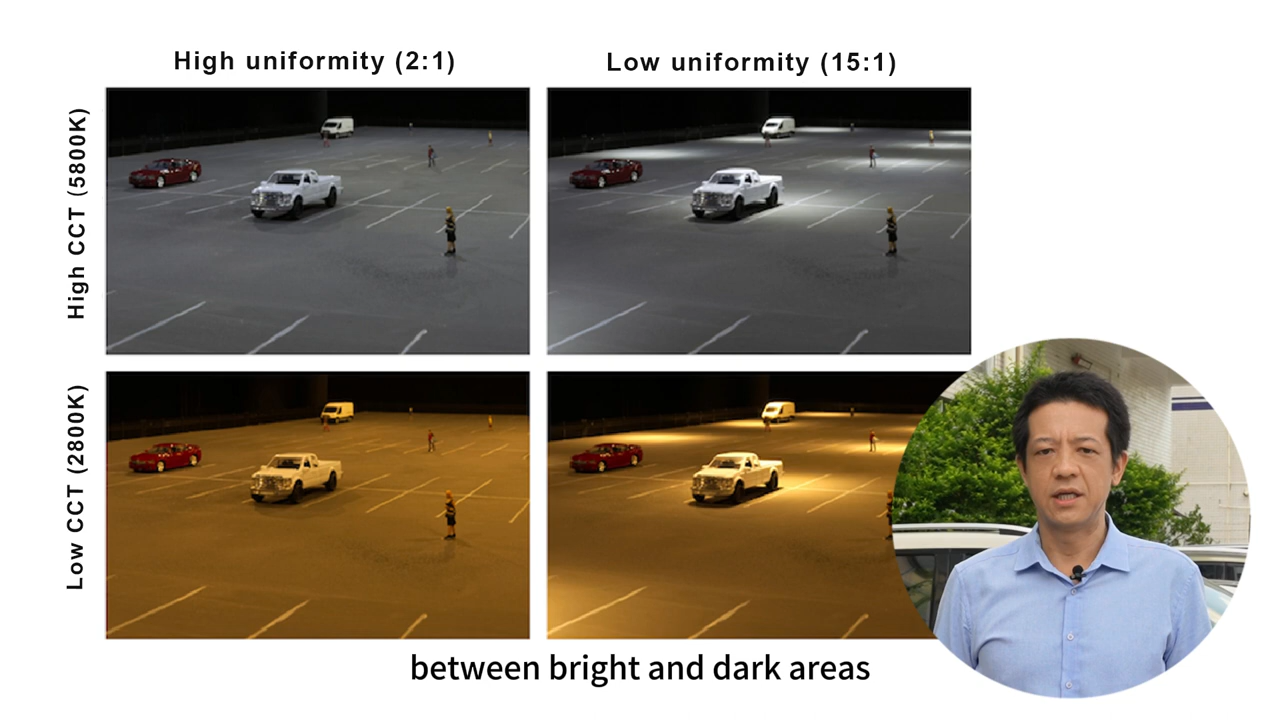 High uniformity (2:1)
Low uniformity (15:1)
High CCT (5800K)
Low CCT (2800K)
between bright and dark areas